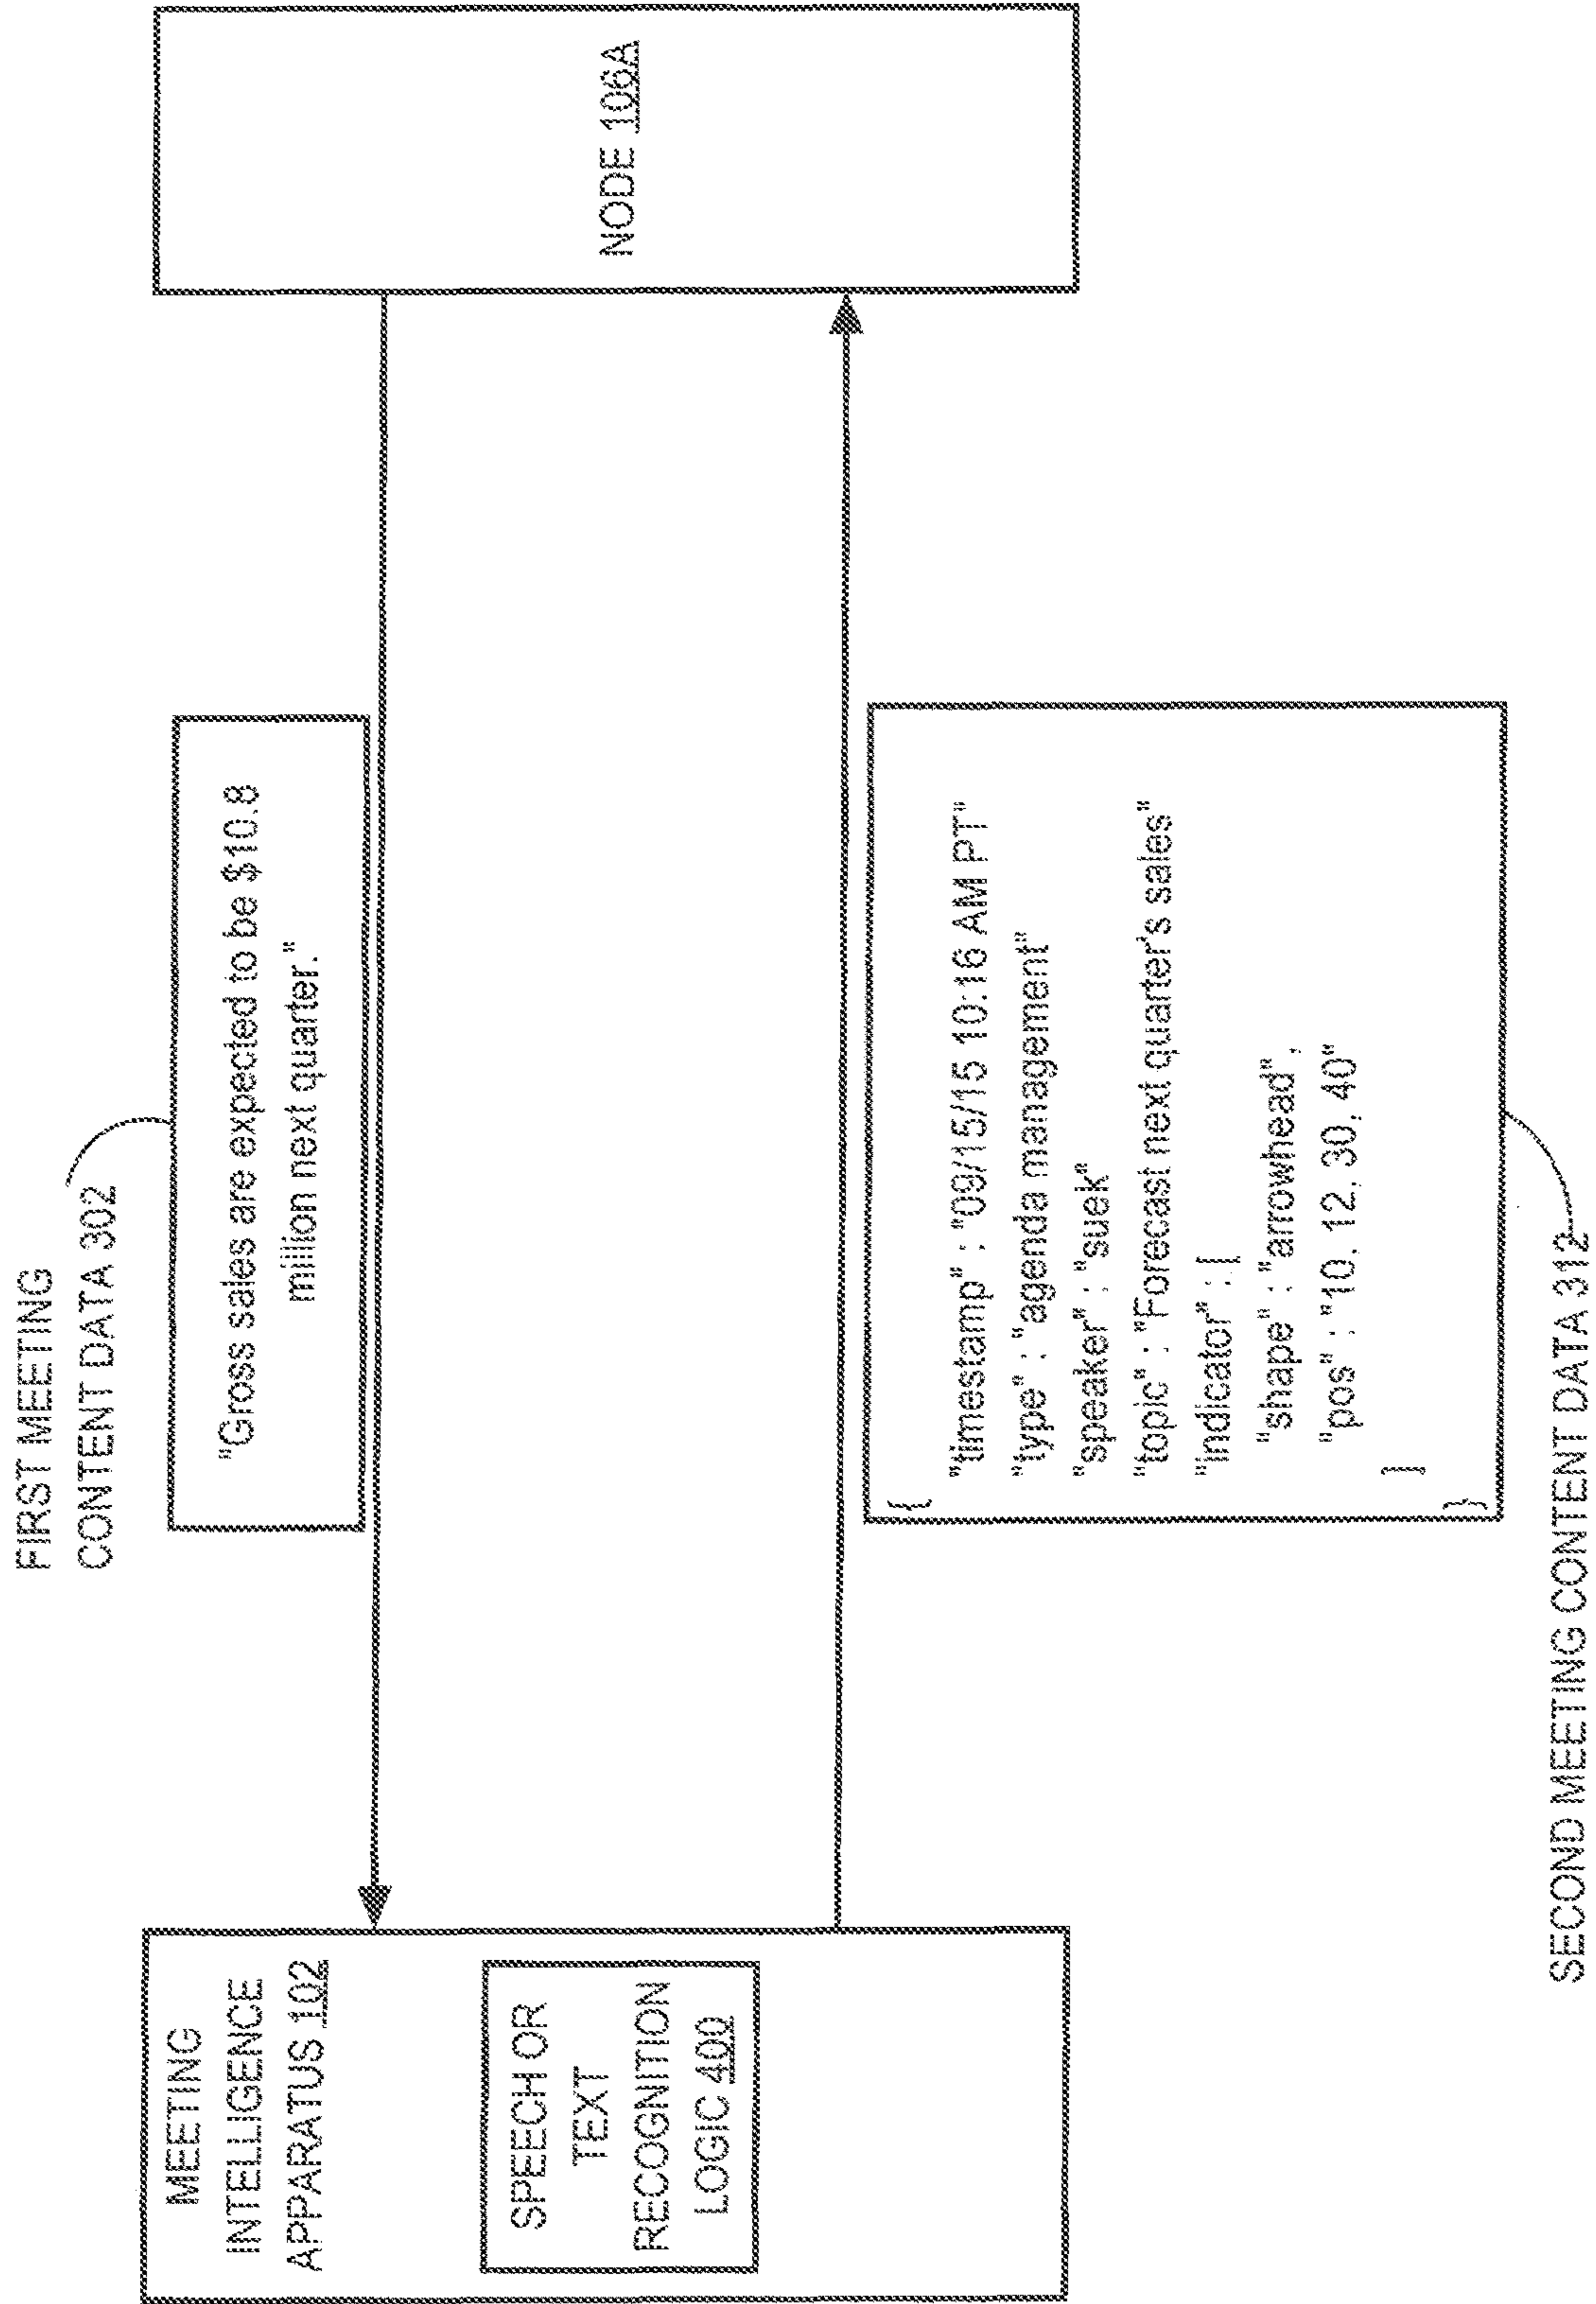 FIRST MEETING
CONTENT DATA 302
MEETING
INTELLIGENCE
APPARATUS 102
SPEECH OR
TEXT
RECOGNITION
LOGIC 400
"Gross sales are expected to be $10.8
million next quarter."
NODE 106A
{
"timestamp" : "09/15/15 10:16 AM PT"
"type" : "agenda management"
"speaker" : "suek"
"topic" : "Forecast next quarter's sales"
"indicator" : [
"shape" : "arrowhead",
"pos" : "10, 12, 30, 40"
]
}
SECOND MEETING CONTENT DATA 312